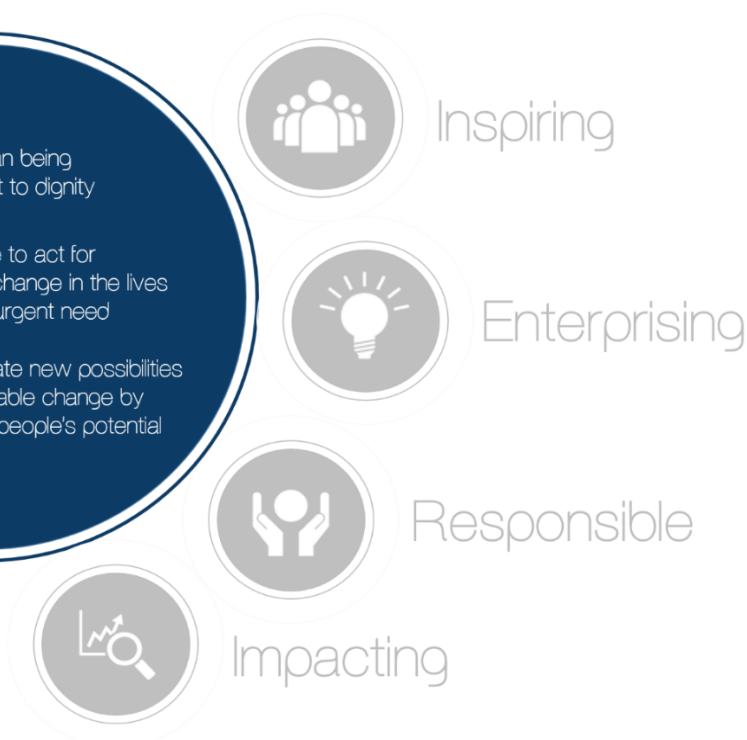 an being
t to dignity
e to act for
change in the lives
urgent need
ate new possibilities
able change by
people's potential
Inspiring
Enterprising
Responsible
Impacting